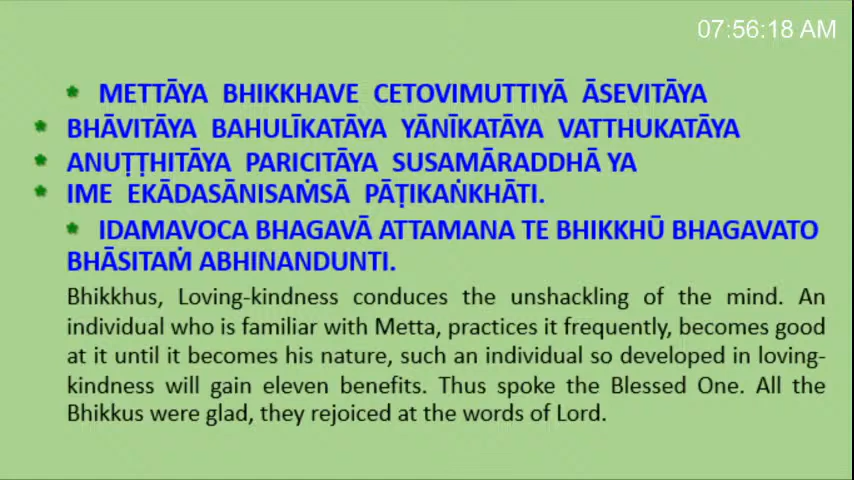 07:56:18 AM
METTĀYA BHIKKHAVE CETOVIMUTTIYĀ ĀSEVITĀYA
BHĀVITĀYA BAHULĪKATĀYA YĀNĪKATĀYA VATTHUKATĀYA
ANUṬṬHITĀYA PARICITĀYA SUSAMĀRADDHĀ YA
IME EKĀDASĀNISAṀSĀ PĀṬIKAṄKHĀTI.
IDAMAVOCA BHAGAVĀ ATTAMANA TE BHIKKHŪ BHAGAVATO
BHĀSITAṀ ABHINANDUNTI.
Bhikkhus, Loving-kindness conduces the unshackling of the mind. An
individual who is familiar with Metta, practices it frequently, becomes good
at it until it becomes his nature, such an individual so developed in loving-
kindness will gain eleven benefits. Thus spoke the Blessed One. All the
Bhikkus were glad, they rejoiced at the words of Lord.